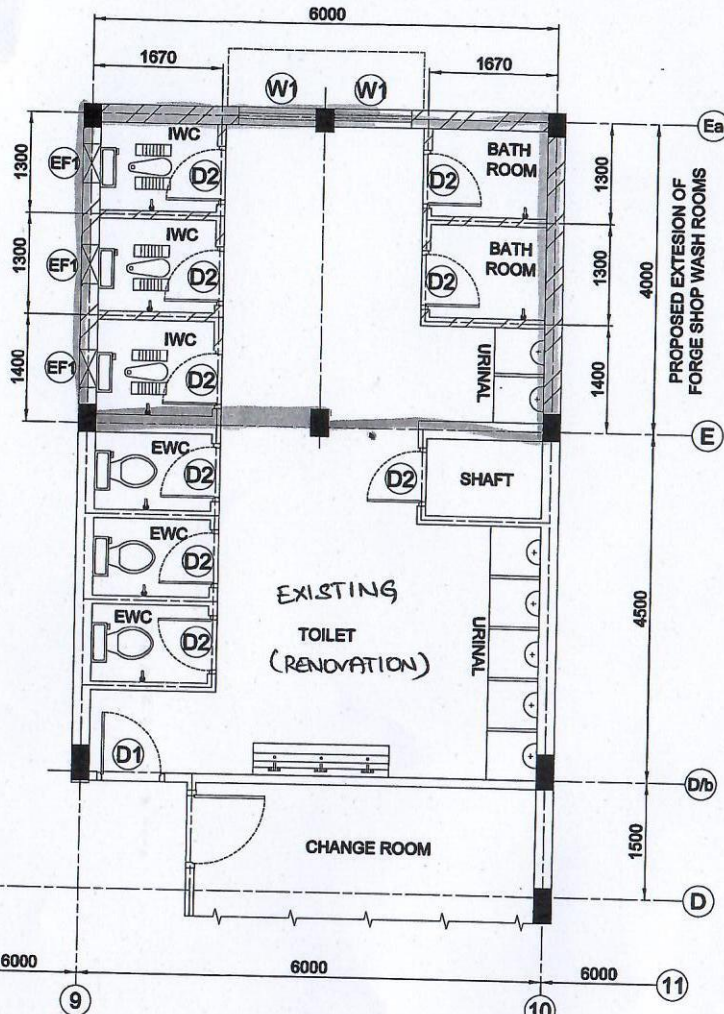 6000
1670
1670
W1
W1
Ea
IWC
EF1
D2
1300
BATH
ROOM
D2
1300
IWC
EF1
D2
1300
BATH
ROOM
D2
1300
4000
PROPOSED EXTESION OF
FORGE SHOP WASH ROOMS
IWC
EF1
D2
1400
URINAL
1400
E
EWC
D2
D2
SHAFT
EWC
D2
EXISTING
TOILET
(RENOVATION)
URINAL
4500
EWC
D2
D1
D/b
CHANGE ROOM
1500
D
6000
6000
6000
11
9
10